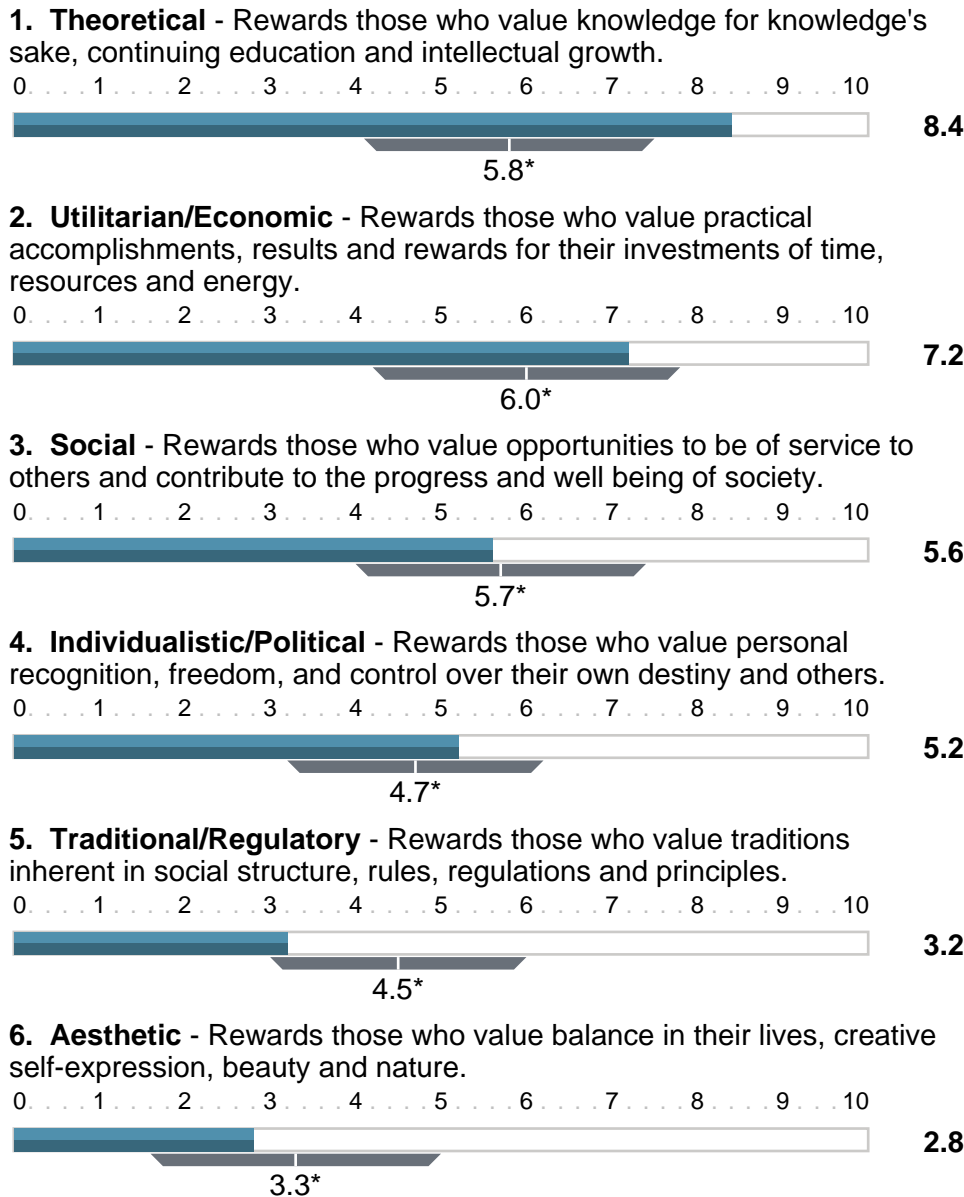 1. Theoretical - Rewards those who value knowledge for knowledge's
sake, continuing education and intellectual growth.
0. . . . 1 . . . . 2 . . . . 3 . . . . 4 . . . . 5 . . . . 6 . . . . 7 . . . . 8 . . . . 9 . . . 10
8.4
5.8*
2. Utilitarian/Economic - Rewards those who value practical
accomplishments, results and rewards for their investments of time,
resources and energy.
0. . . . 1 . . . . 2 . . . . 3 . . . . 4 . . . . 5 . . . . 6 . . . . 7 . . . . 8 . . . . 9 . . . 10
7.2
6.0*
3. Social - Rewards those who value opportunities to be of service to
others and contribute to the progress and well being of society.
0. . . . 1 . . . . 2 . . . . 3 . . . . 4 . . . . 5 . . . . 6 . . . . 7 . . . . 8 . . . . 9 . . . 10
5.6
5.7*
4. Individualistic/Political - Rewards those who value personal
recognition, freedom, and control over their own destiny and others.
0. . . . 1 . . . . 2 . . . . 3 . . . . 4 . . . . 5 . . . . 6 . . . . 7 . . . . 8 . . . . 9 . . . 10
5.2
4.7*
5. Traditional/Regulatory - Rewards those who value traditions
inherent in social structure, rules, regulations and principles.
0. . . . 1 . . . . 2 . . . . 3 . . . . 4 . . . . 5 . . . . 6 . . . . 7 . . . . 8 . . . . 9 . . . 10
3.2
4.5*
6. Aesthetic - Rewards those who value balance in their lives, creative
self-expression, beauty and nature.
0. . . . 1 . . . . 2 . . . . 3 . . . . 4 . . . . 5 . . . . 6 . . . . 7 . . . . 8 . . . . 9 . . . 10
2.8
3.3*